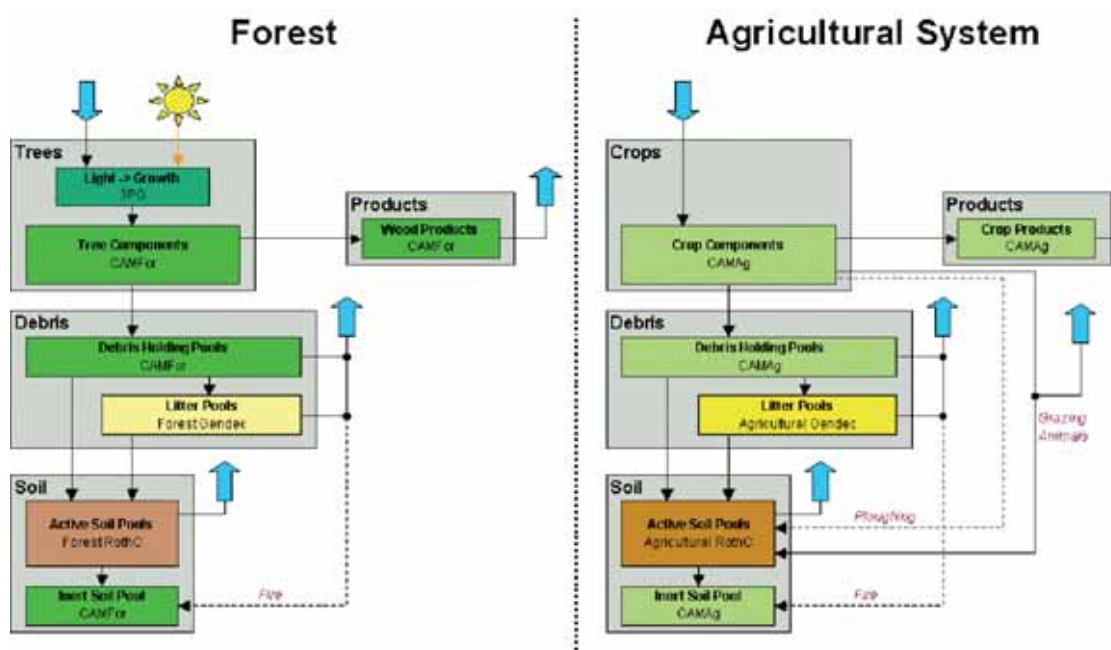 Forest
Trees
Light -> Growth
3PG
Tree Components
CAMFor
Products
Wood Products
CAMFor
Debris
Debris Holding Pools
CAMFor
Litter Pools
Forest Gendec
Soil
Active Soil Pools
Forest RothC
Inert Soil Pool
CAMFor
Fire
Agricultural System
Crops
Crop Components
CAMAg
Products
Crop Products
CAMAg
Debris
Debris Holding Pools
CAMAg
Litter Pools
Agricultural Gendec
Grazing
Animals
Soil
Active Soil Pools
Agricultural RothC
Ploughing
Inert Soil Pool
CAMAg
Fire